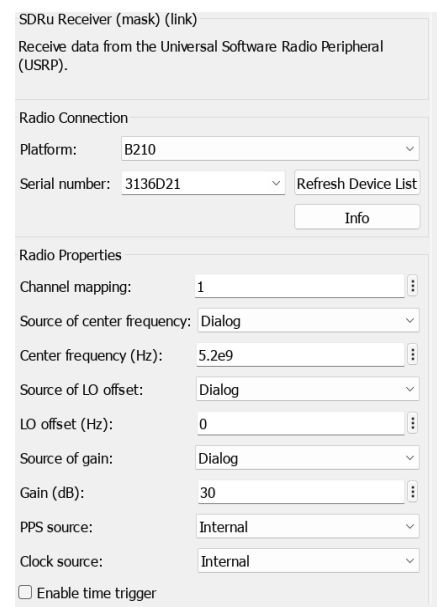 SDRu Receiver (mask) (link)
Receive data from the Universal Software Radio Peripheral
(USRP).
Radio Connection
Platform: B210
Serial number: 3136D21 Refresh Device List
Info
Radio Properties
Channel mapping: 1
Source of center frequency: Dialog
Center frequency (Hz): 5.2e9
Source of LO offset: Dialog
LO offset (Hz): 0
Source of gain: Dialog
Gain (dB): 30
PPS source: Internal
Clock source: Internal
Enable time trigger